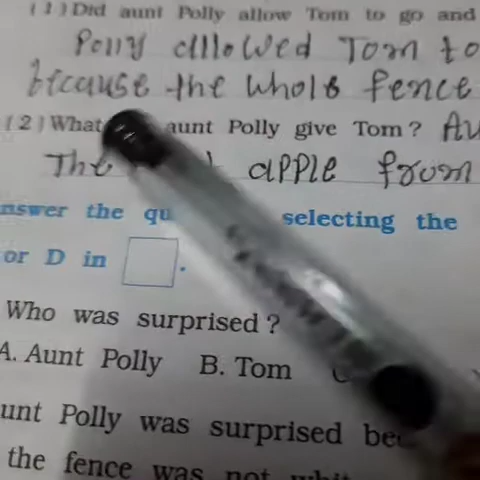 (1) Did aunt Polly allow Tom to go and
Polly allowed Tom to
because the whole fence
(2) What aunt Polly give Tom?
The apple from
nswer the qu selecting the
or D in .
Who was surprised?
A. Aunt Polly B. Tom
unt Polly was surprised bec
the fence was not whit